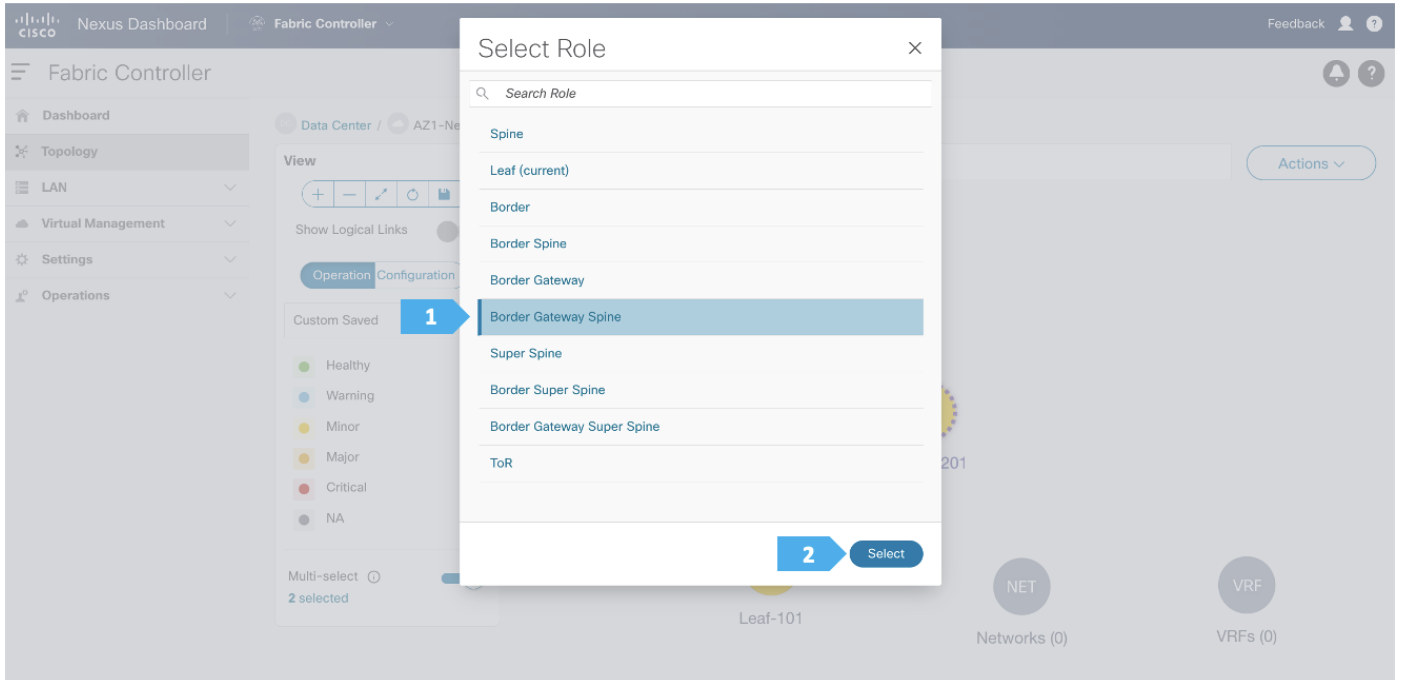 CISCO Nexus Dashboard Fabric Controller Feedback ?
Fabric Controller ?
Dashboard
Topology
LAN
Virtual Management
Settings
Operations
Data Center / AZ1-Ne
View
Show Logical Links
Operation Configuration
Custom Saved
Healthy
Warning
Minor
Major
Critical
NA
Multi-select
2 selected
Select Role
Search Role
Spine
Leaf (current)
Border
Border Spine
Border Gateway
1
Border Gateway Spine
Super Spine
Border Super Spine
Border Gateway Super Spine
ToR
2
Select
Actions
201
Leaf-101
NET
Networks (0)
VRF
VRFs (0)